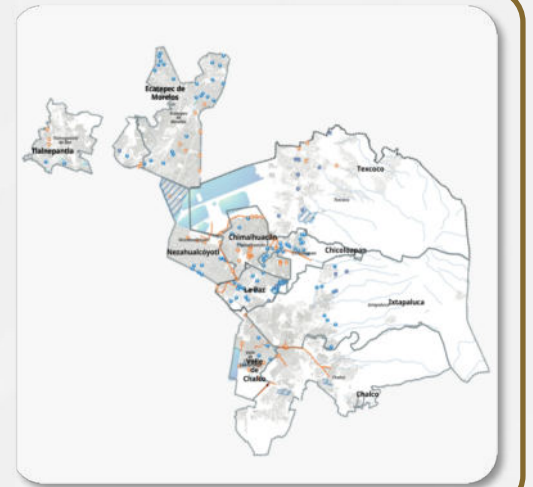 Ecatepec de
Morelos
Tlalnepantla
Texcoco
Chimalhuacán
Chicoloapan
Nezahualcóyotl
La Paz
Ixtapaluca
Valle
de
Chalco
Chalco